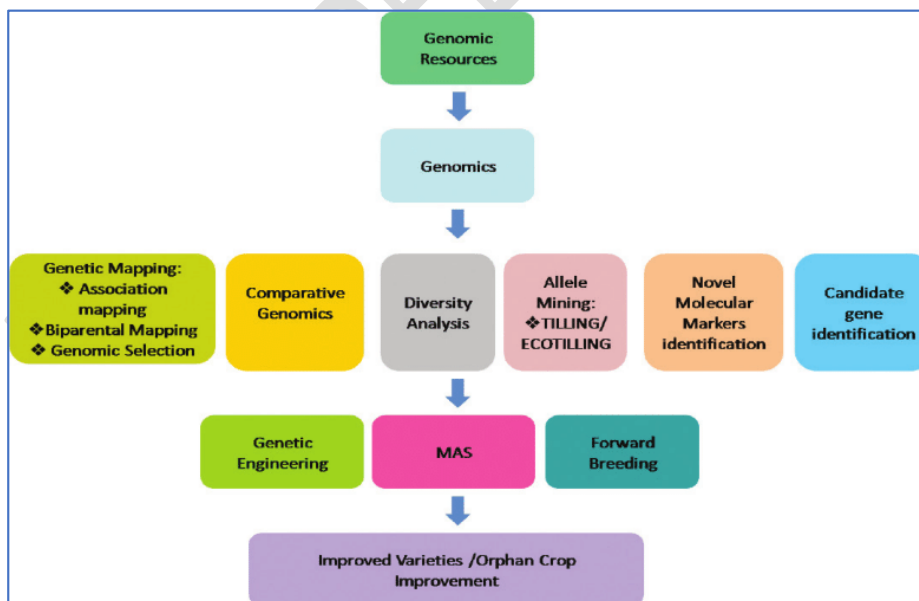 Genomic
Resources
Genomics
Genetic Mapping:
❖ Association
mapping
❖Biparental Mapping
❖ Genomic Selection
Comparative
Genomics
Diversity
Analysis
Allele
Mining:
❖TILLING/
ECOTILLING
Novel
Molecular
Markers
identification
Candidate
gene
identification
Genetic
Engineering
MAS
Forward
Breeding
Improved Varieties /Orphan Crop
Improvement